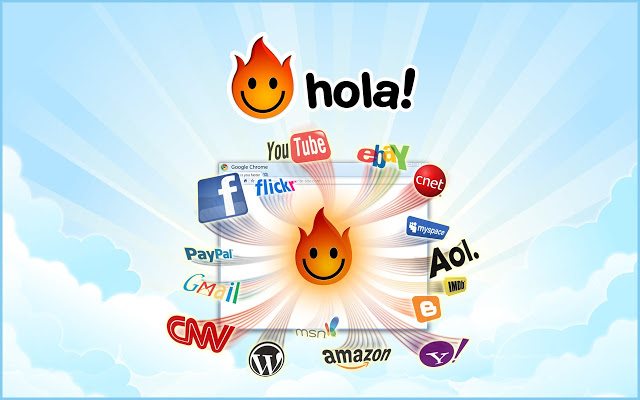 hola!
YouTube
ebay
Google Chrome
cnet
flickr
f
myspace
PayPal
Aol.
IMDb
Gmail
CNN
msn
amazon
W
Y!